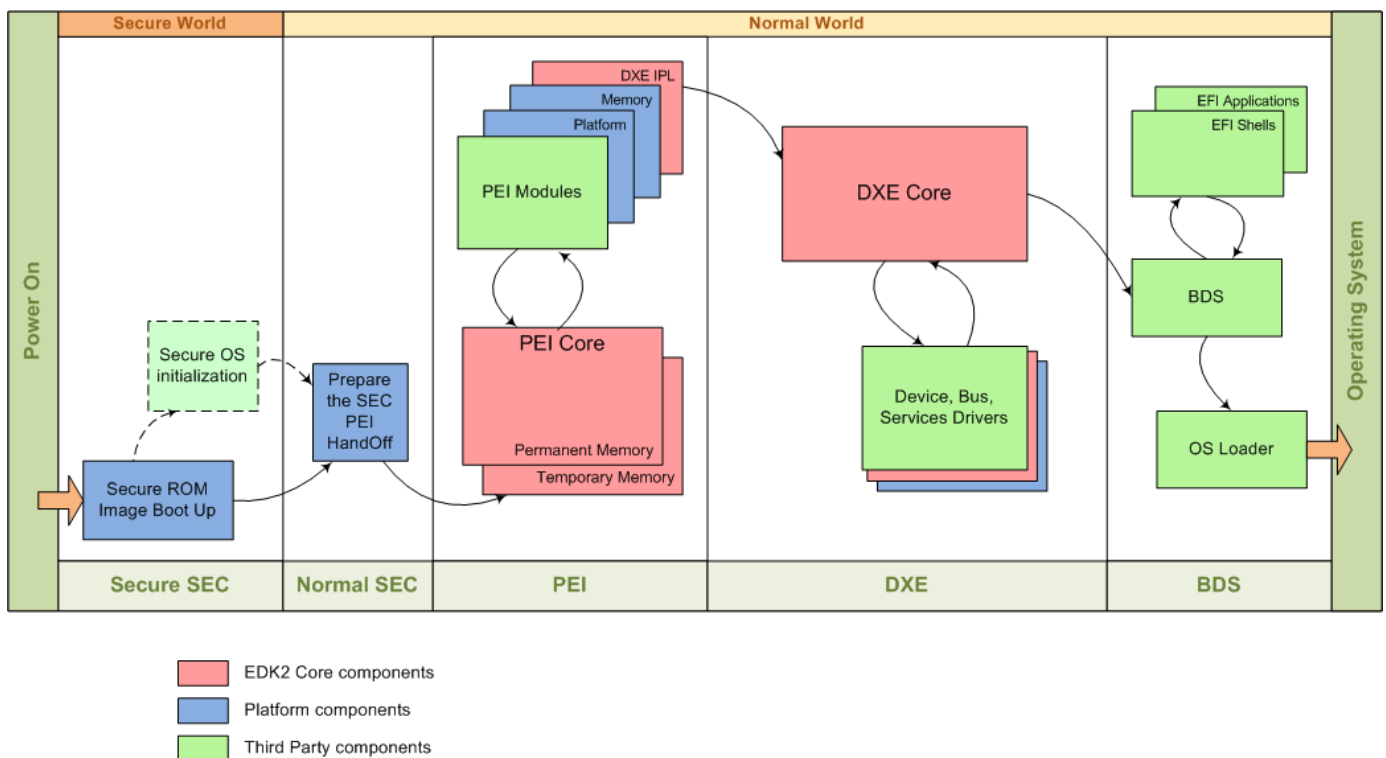 Secure World
Normal World
Power On
Secure OS
initialization
Secure ROM
Image Boot Up
Prepare
the SEC
PEI
HandOff
DXE IPL
Memory
Platform
PEI Modules
PEI Core
Permanent Memory
Temporary Memory
DXE Core
Device, Bus,
Services Drivers
EFI Applications
EFI Shells
BDS
OS Loader
Operating System
Secure SEC
Normal SEC
PEI
DXE
BDS
EDK2 Core components
Platform components
Third Party components